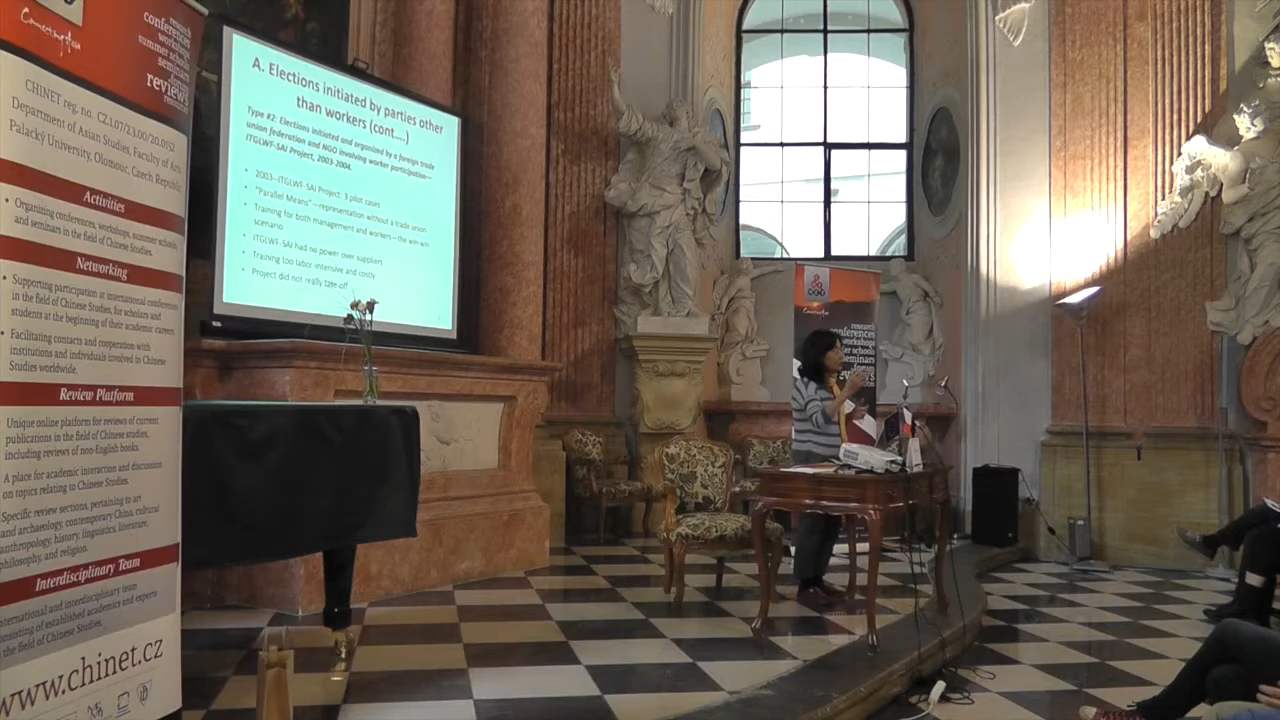 Connecting Asia
research
conferences
workshops
summer schools
seminars
forum
reviews
CHINET reg. no. CZ.1.07/2.3.00/20.0152
Department of Asian Studies, Faculty of Arts
Palacký University, Olomouc, Czech Republic
Activities
• Organizing conferences, workshops, summer schools,
and seminars in the field of Chinese Studies.
Networking
• Supporting participation at international conferences
in the field of Chinese Studies, for scholars and
students at the beginning of their academic careers.
• Facilitating contacts and cooperation with
institutions and individuals involved in Chinese
Studies worldwide.
Review Platform
Unique online platform for reviews of current
publications in the field of Chinese studies,
including reviews of non-English books.
A place for academic interaction and discussion
on topics relating to Chinese Studies.
Specific review sections, pertaining to art
and archaeology, contemporary China, cultural
anthropology, history, linguistics, literature,
philosophy, and religion.
Interdisciplinary Team
International and interdisciplinary team
consisting of established academics and experts
the field of Chinese Studies.
www.chinet.cz
A. Elections initiated by parties other
than workers (cont....)
Type #2: Elections initiated and organized by a foreign trade
union federation and NGO involving worker participation—
ITGLWF-SAI Project, 2003-2004.
• 2003--ITGLWF-SAI Project: 3 pilot cases
• "Parallel Means"—representation without a trade union
• Training for both management and workers—the win-win
scenario
• ITGLWF-SAI had no power over suppliers
• Training too labor-intensive and costly
• Project did not really take off
research
conferences
workshops
er schools
seminars
forum